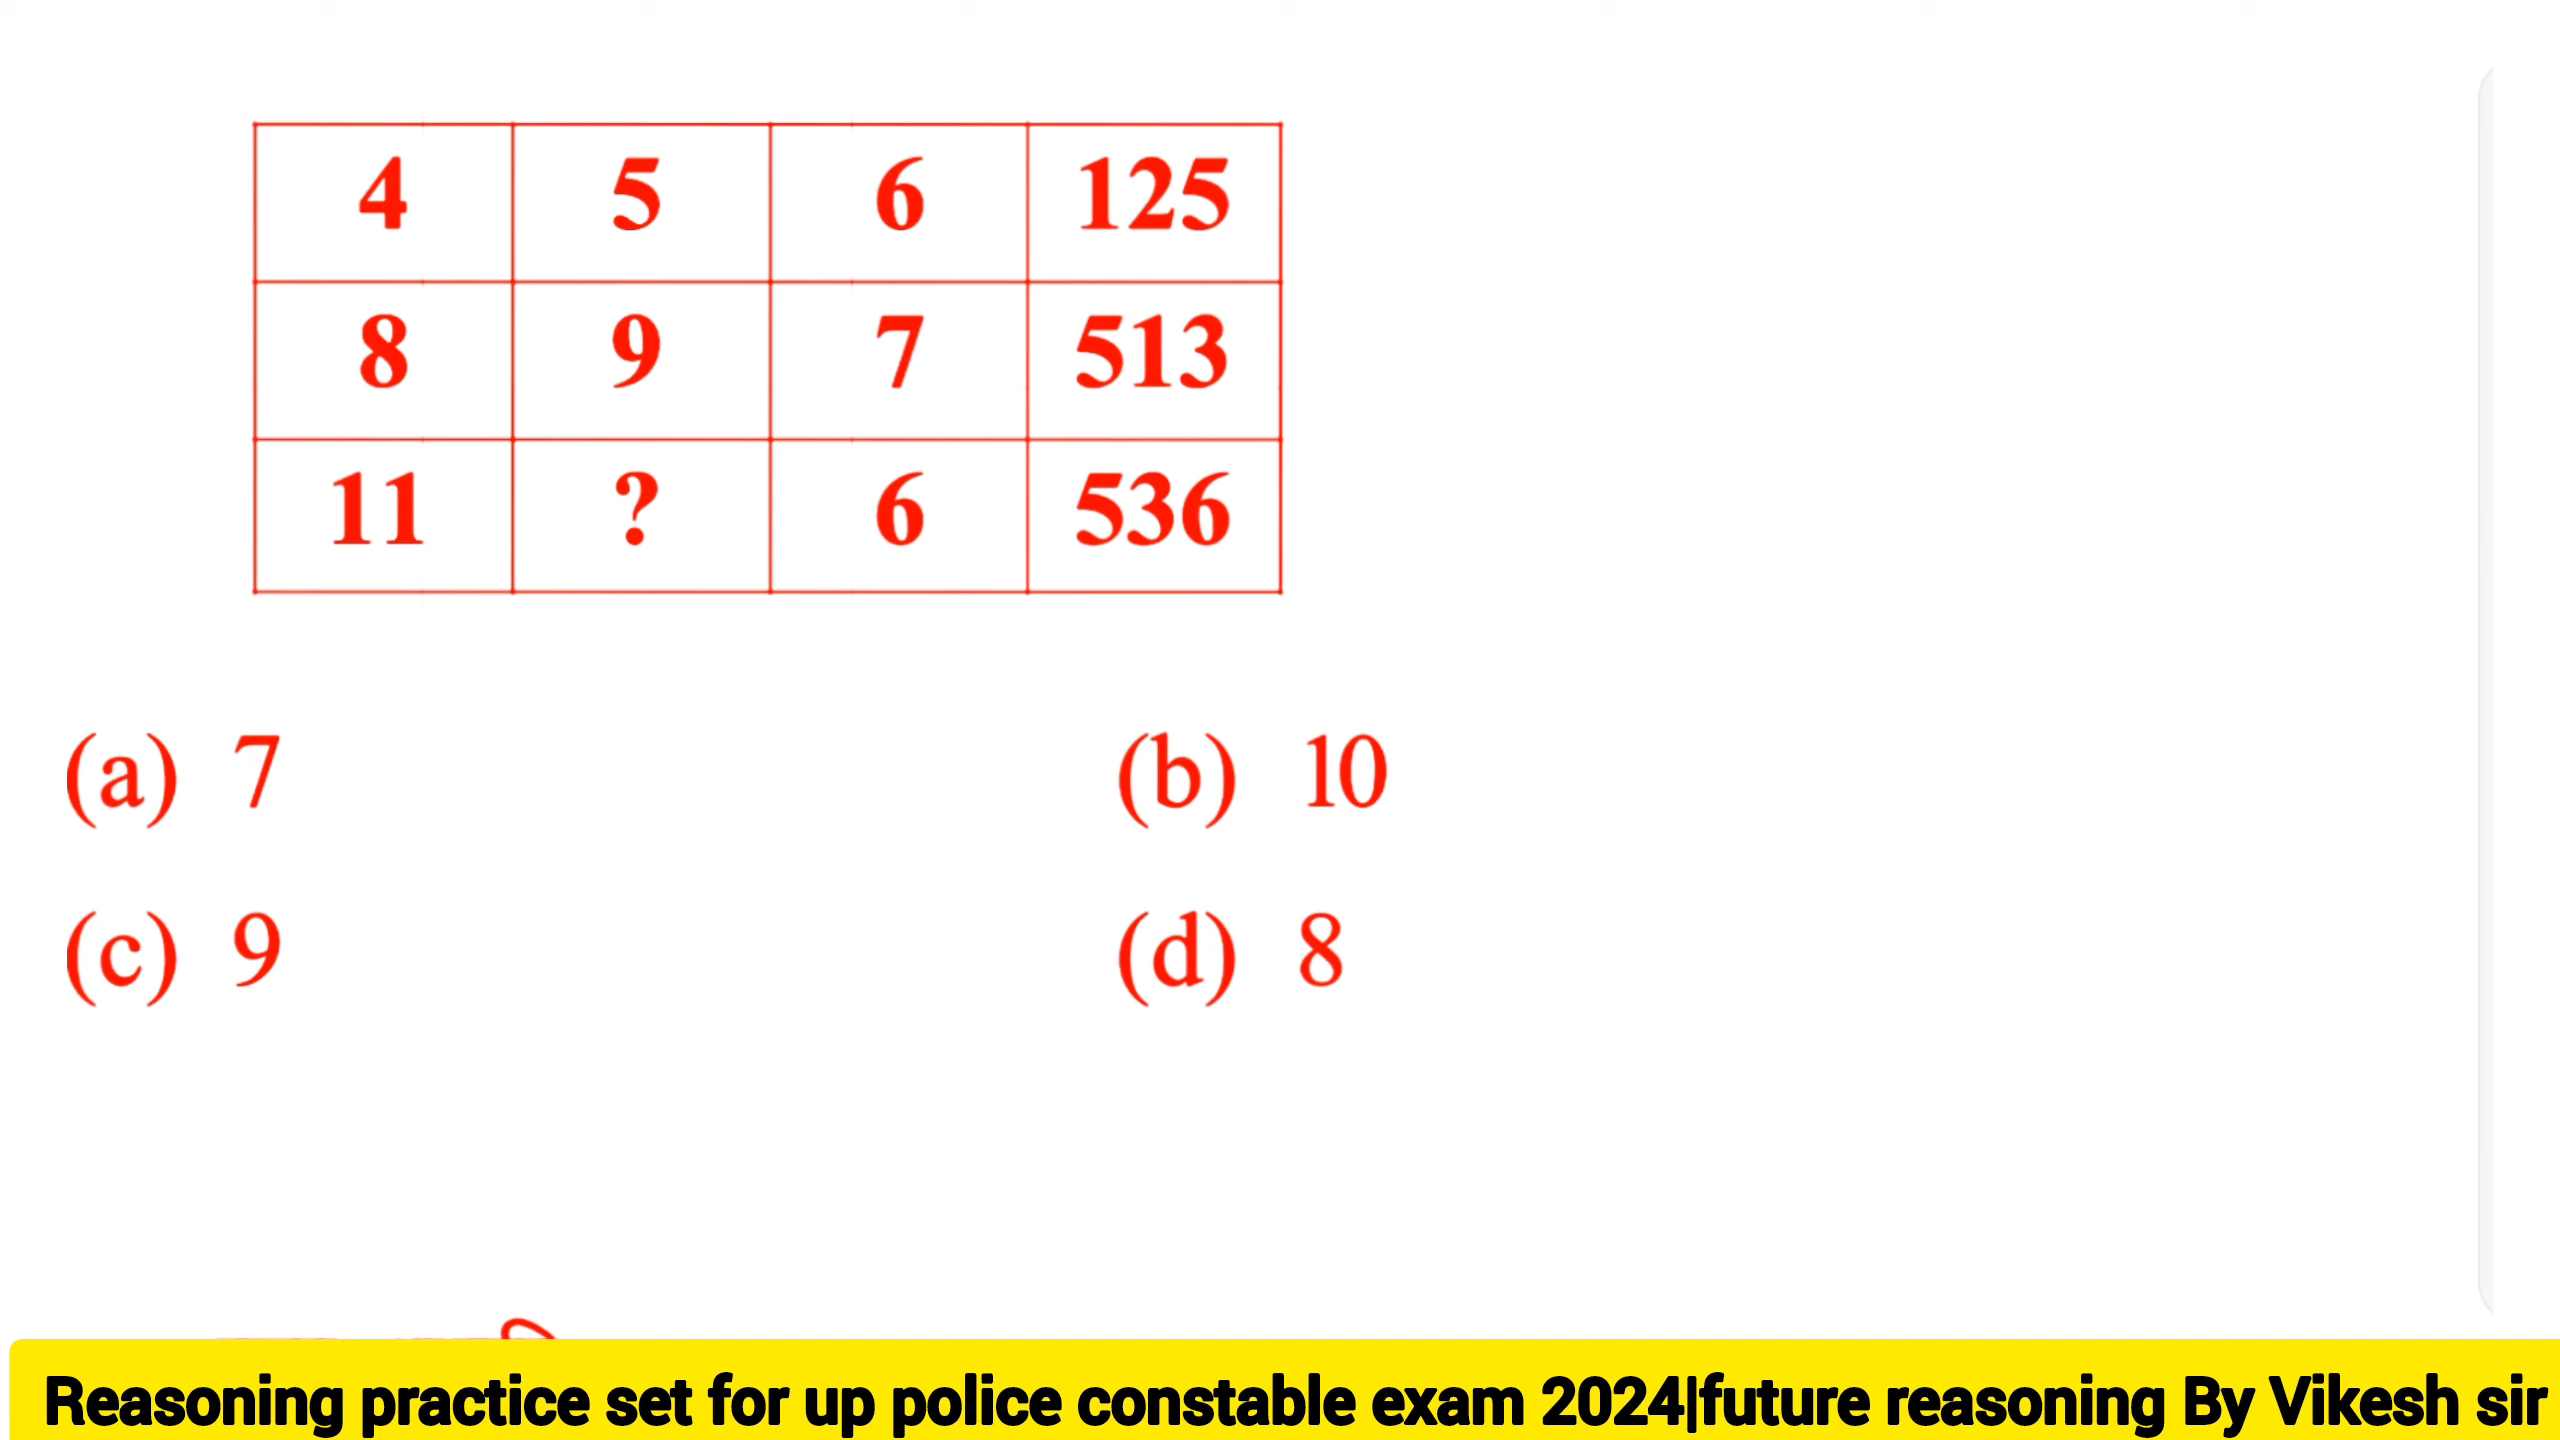 4 5 6 125
8 9 7 513
11 ? 6 536
(a) 7 (b) 10
(c) 9 (d) 8
Reasoning practice set for up police constable exam 2024|future reasoning By Vikesh sir